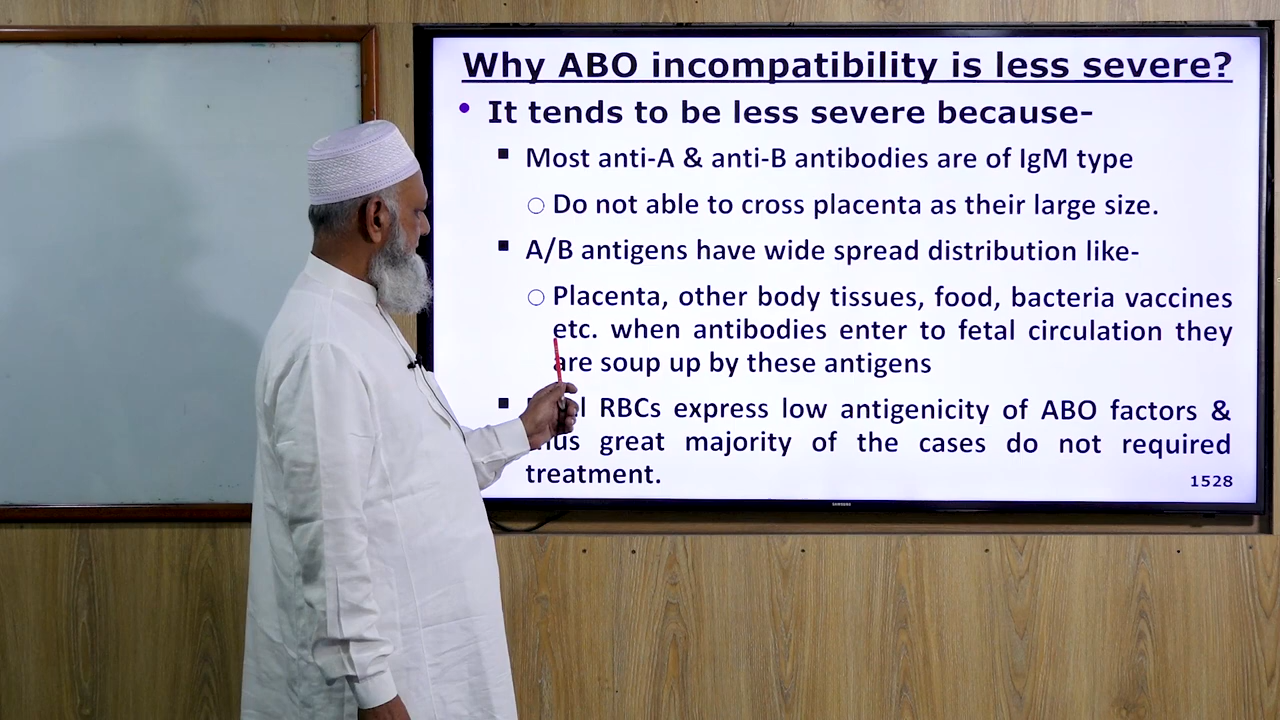 Why ABO incompatibility is less severe?
• It tends to be less severe because-
▪ Most anti-A & anti-B antibodies are of IgM type
○ Do not able to cross placenta as their large size.
▪ A/B antigens have wide spread distribution like-
○ Placenta, other body tissues, food, bacteria vaccines
etc. when antibodies enter to fetal circulation they
are soup up by these antigens
▪ RBCs express low antigenicity of ABO factors &
great majority of the cases do not required
treatment.
1528
SAMSUNG